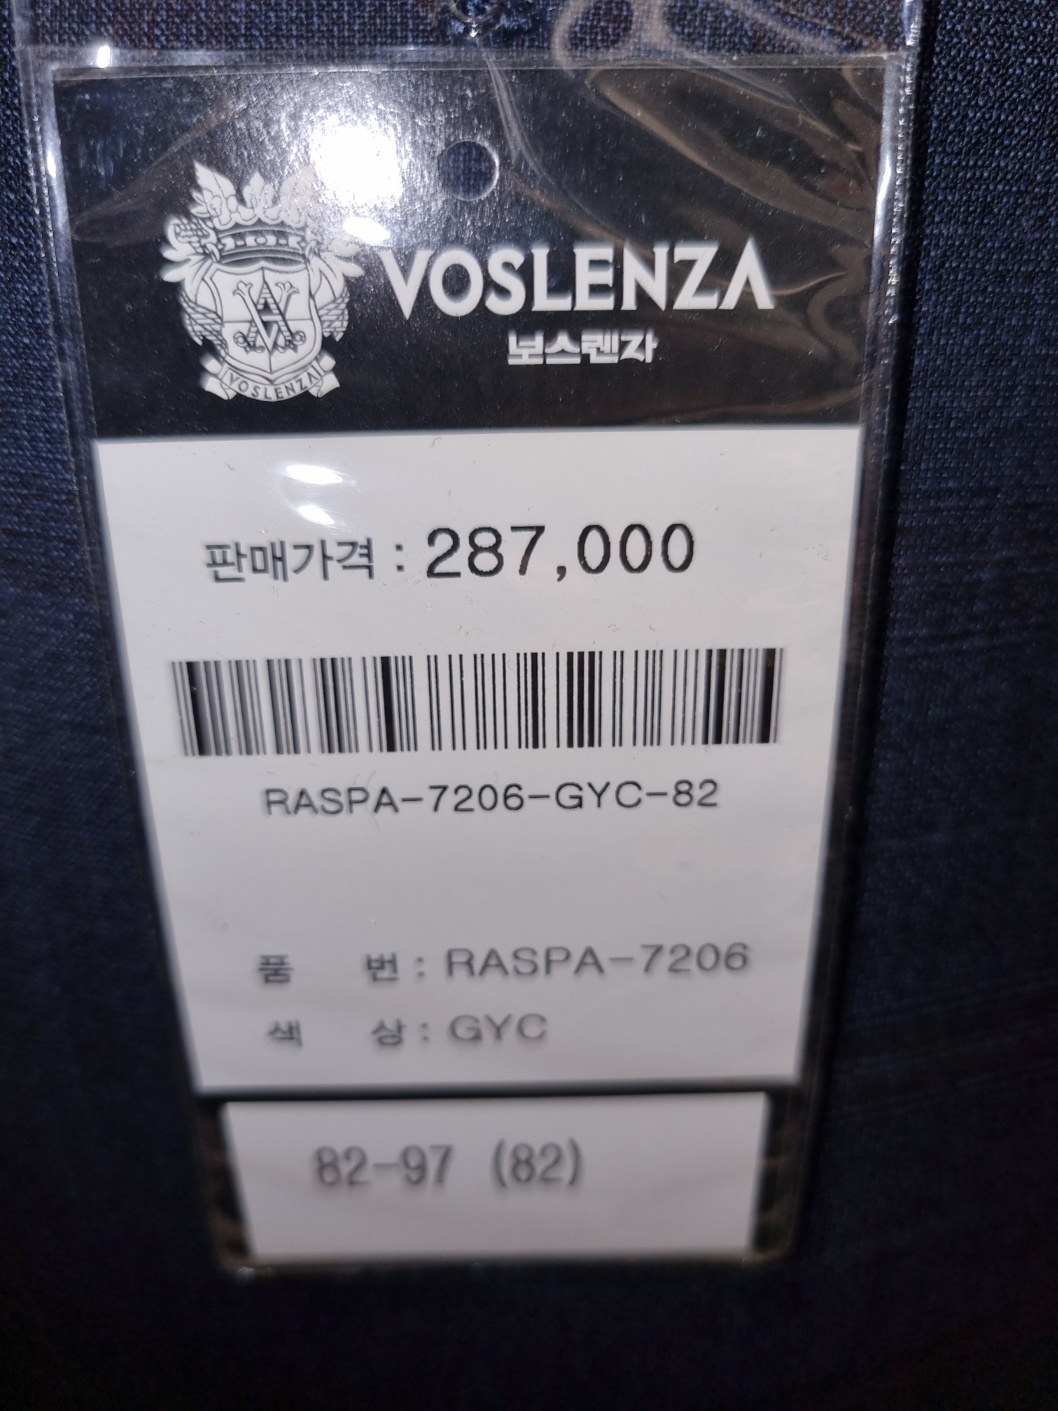 VOSLENZA
보스렌자
VOSLENZA
판매가격 : 287,000
RASPA-7206-GYC-82
품 번 : RASPA-7206
색 상 : GYC
82-97 (82)